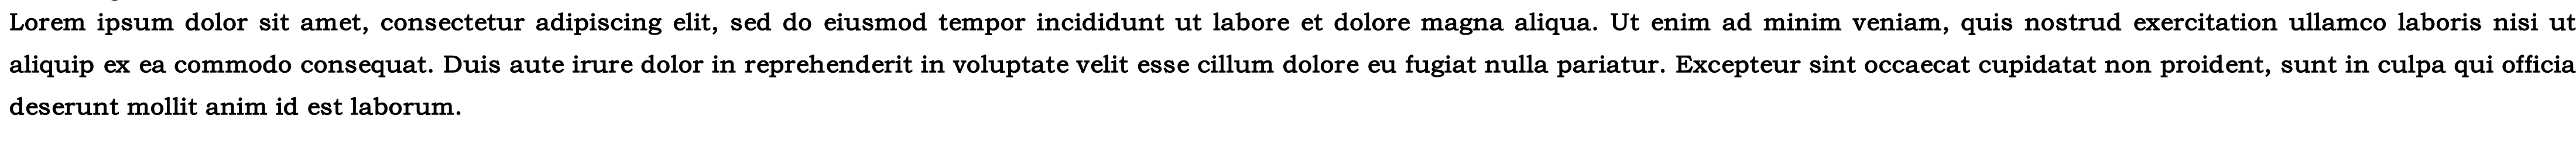 Lorem ipsum dolor sit amet, consectetur adipiscing elit, sed do eiusmod tempor incididunt ut labore et dolore magna aliqua. Ut enim ad minim veniam, quis nostrud exercitation ullamco laboris nisi ut
aliquip ex ea commodo consequat. Duis aute irure dolor in reprehenderit in voluptate velit esse cillum dolore eu fugiat nulla pariatur. Excepteur sint occaecat cupidatat non proident, sunt in culpa qui officia
deserunt mollit anim id est laborum.